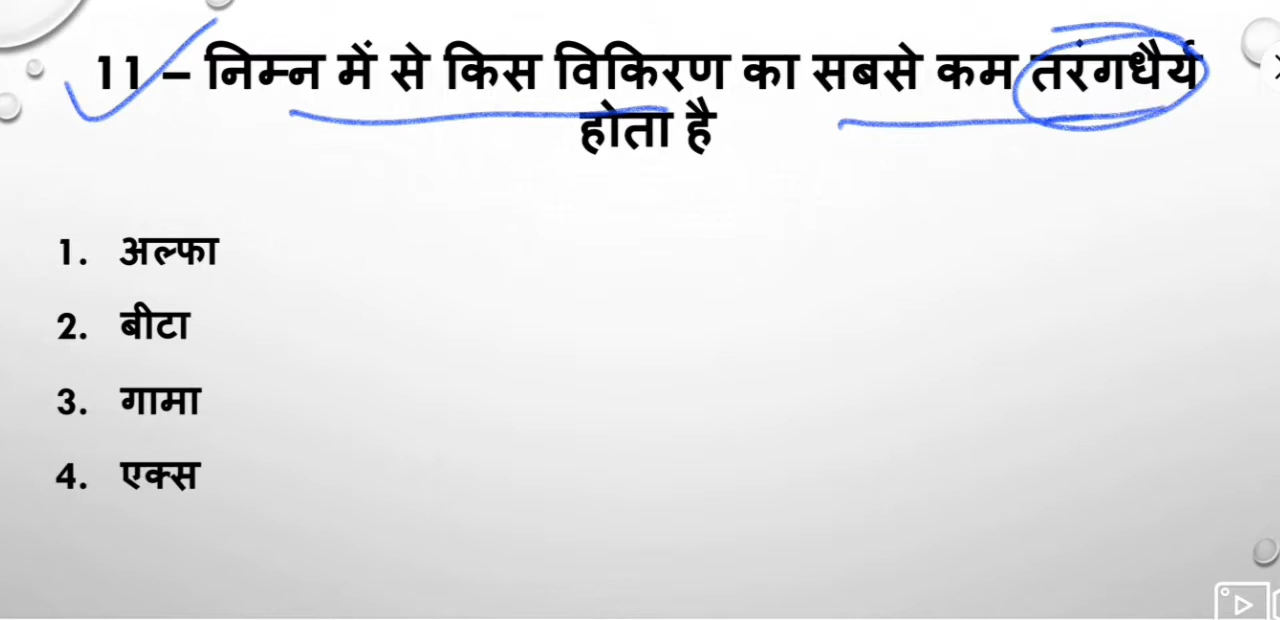 11 – निम्न में से किस विकिरण का सबसे कम तरंगधैर्य
होता है
1. अल्फा
2. बीटा
3. गामा
4. एक्स